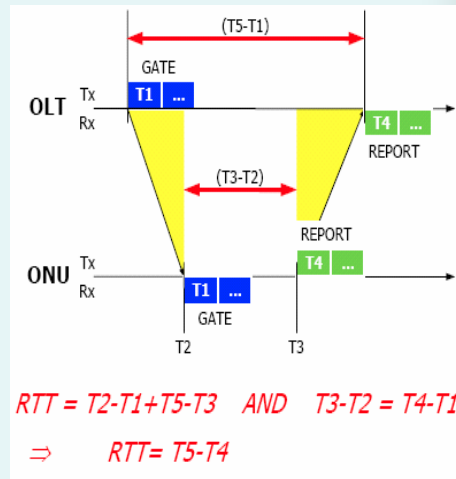 (T5-T1)
GATE
OLT Tx T1 ...
Rx T4 ...
REPORT
(T3-T2)
REPORT
ONU Tx T4 ...
Rx T1 ...
GATE
T2 T3
RTT = T2-T1+T5-T3 AND T3-T2 = T4-T1
⇒ RTT= T5-T4